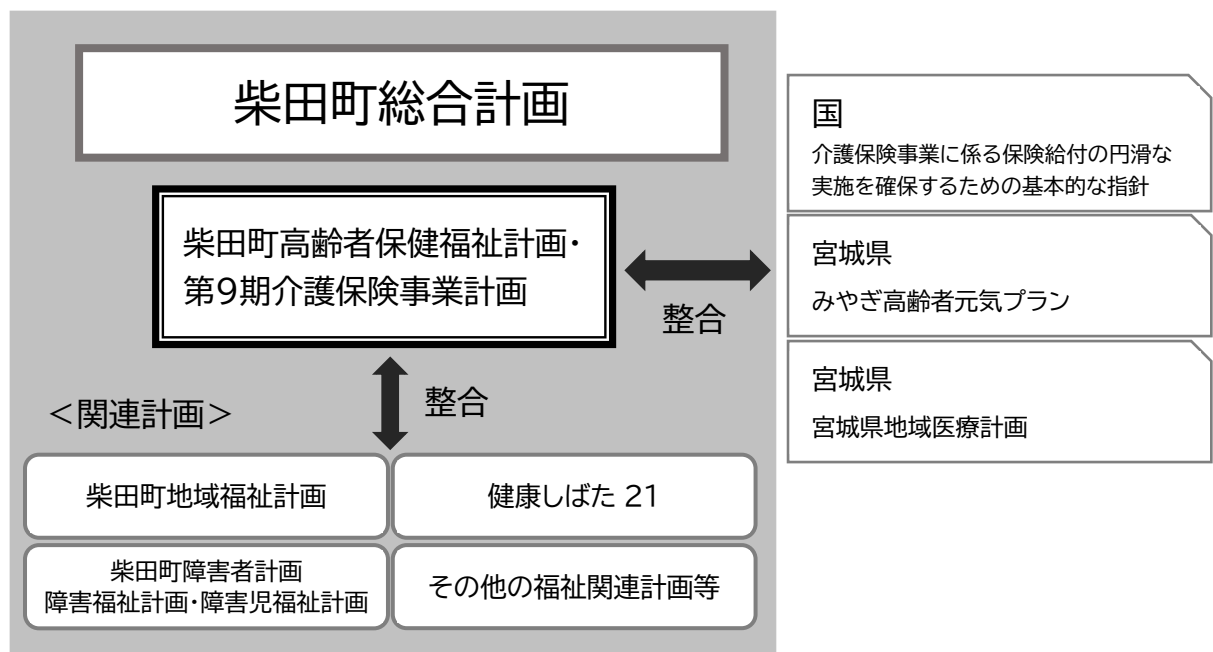 柴田町総合計画
柴田町高齢者保健福祉計画・
第9期介護保険事業計画
整合
国
介護保険事業に係る保険給付の円滑な
実施を確保するための基本的な指針
宮城県
みやぎ高齢者元気プラン
宮城県
宮城県地域医療計画
整合
＜関連計画＞
柴田町地域福祉計画
健康しばた 21
柴田町障害者計画
障害福祉計画・障害児福祉計画
その他の福祉関連計画等